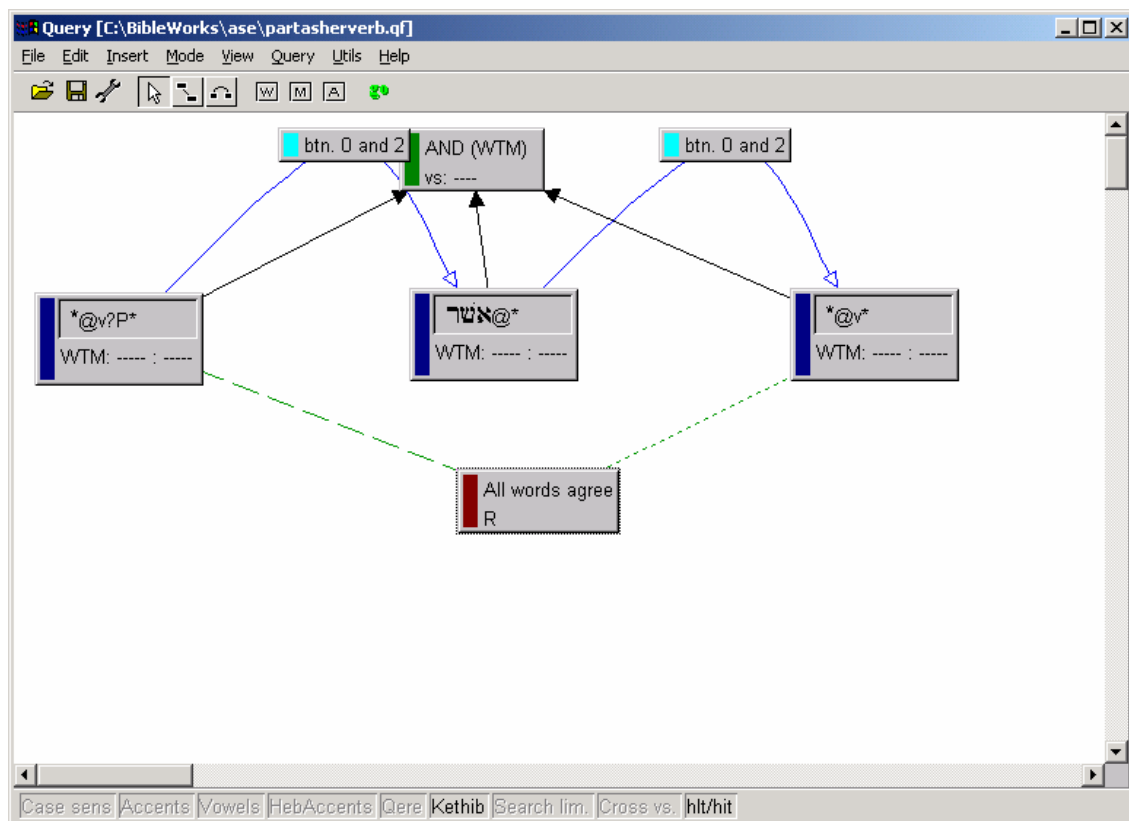 Query [C:\BibleWorks\ase\partasherverb.qf]
File Edit Insert Mode View Query Utils Help
W M A go
btn. 0 and 2
AND (WTM)
vs: ----
btn. 0 and 2
*@v?P*
WTM: ----- : -----
אשׁר@*
WTM: ----- : -----
*@v*
WTM: ----- : -----
All words agree
R
Case sens Accents Vowels HebAccents Qere Kethib Search lim. Cross vs. hlt/hit